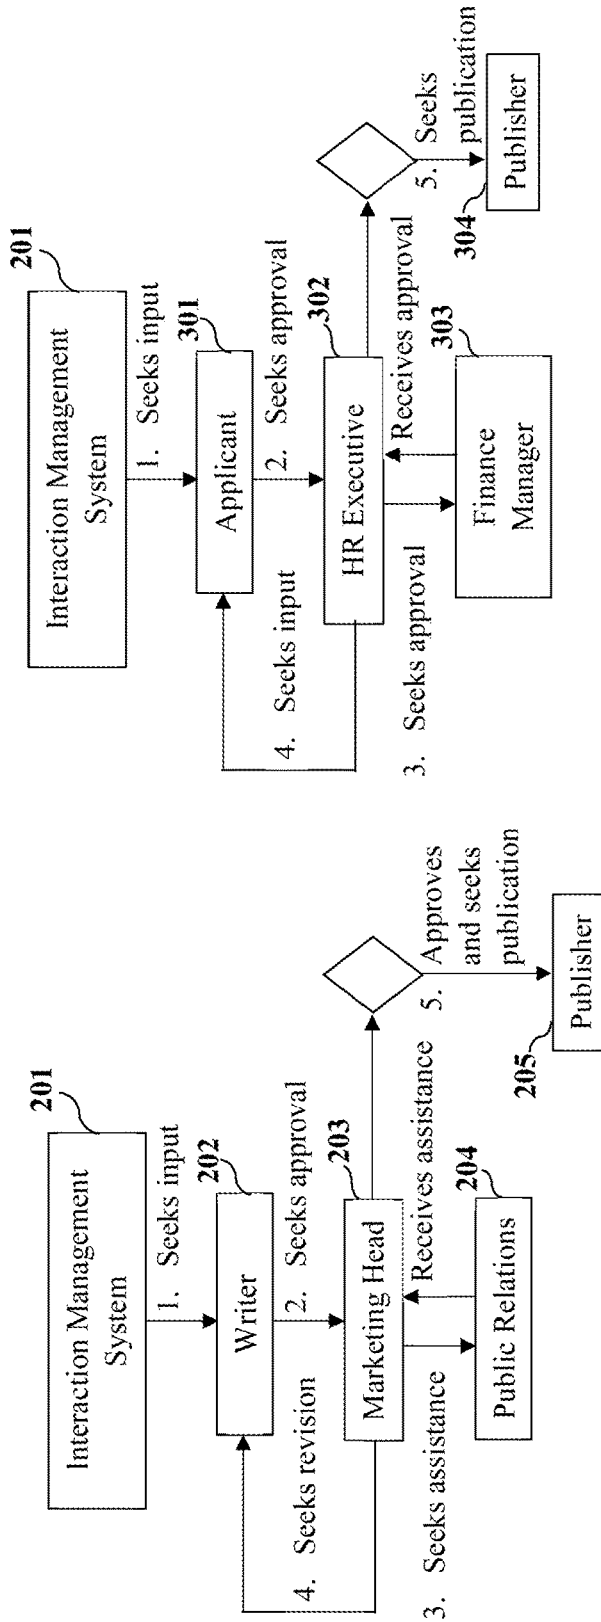 201
Interaction Management
System
1. Seeks input
202
Writer
4. Seeks revision
2. Seeks approval
203
Marketing Head
3. Seeks assistance
Receives assistance
204
Public Relations
5. Approves
and seeks
publication
205
Publisher
201
Interaction Management
System
1. Seeks input
301
Applicant
4. Seeks input
2. Seeks approval
302
HR Executive
3. Seeks approval
Receives approval
303
Finance
Manager
5. Seeks
publication
304
Publisher